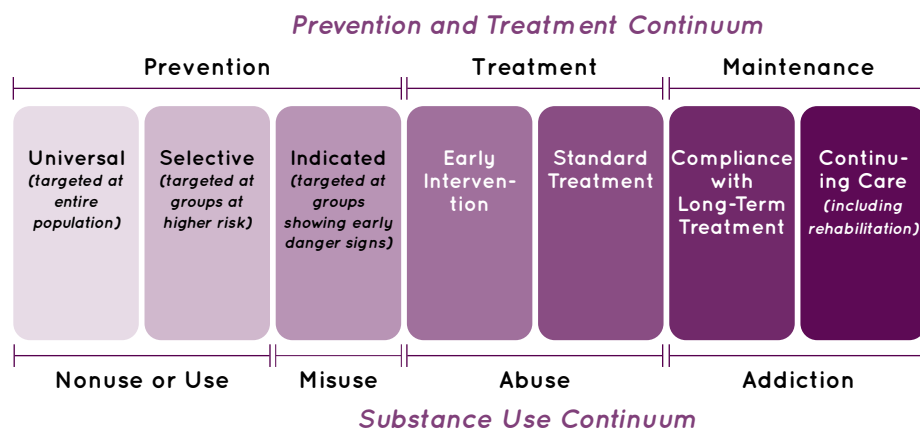 Prevention and Treatment Continuum
Prevention
Treatment
Maintenance
Universal
(targeted at
entire
population)
Selective
(targeted at
groups at
higher risk)
Indicated
(targeted at
groups
showing early
danger signs)
Early
Interven-
tion
Standard
Treatment
Compliance
with
Long-Term
Treatment
Continu-
ing Care
(including
rehabilitation)
Nonuse or Use
Misuse
Abuse
Addiction
Substance Use Continuum